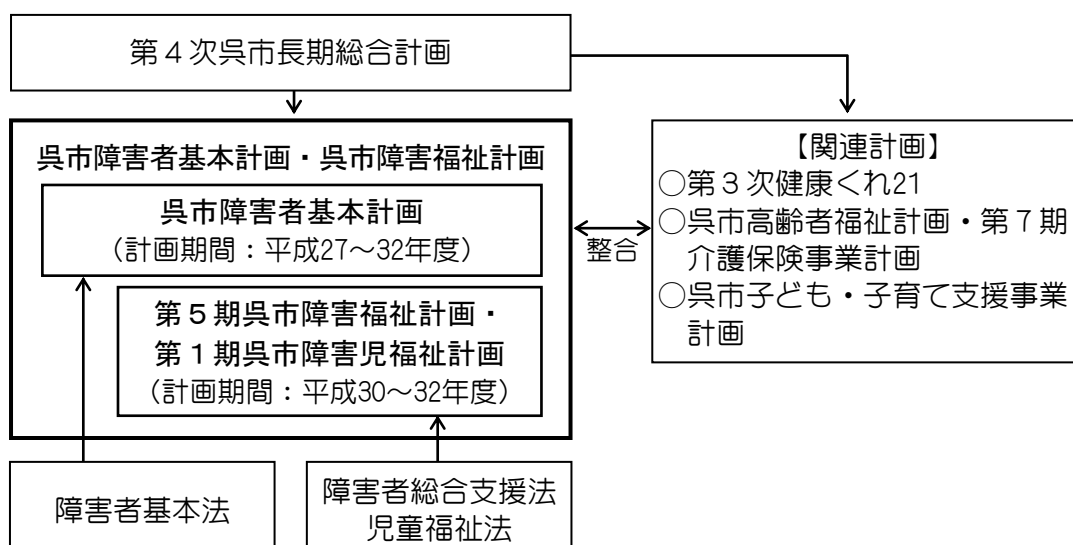 第４次呉市長期総合計画
呉市障害者基本計画・呉市障害福祉計画
呉市障害者基本計画
（計画期間：平成27～32年度）
第５期呉市障害福祉計画・
第１期呉市障害児福祉計画
（計画期間：平成30～32年度）
整合
【関連計画】
○第３次健康くれ21
○呉市高齢者福祉計画・第７期
介護保険事業計画
○呉市子ども・子育て支援事業
計画
障害者基本法
障害者総合支援法
児童福祉法